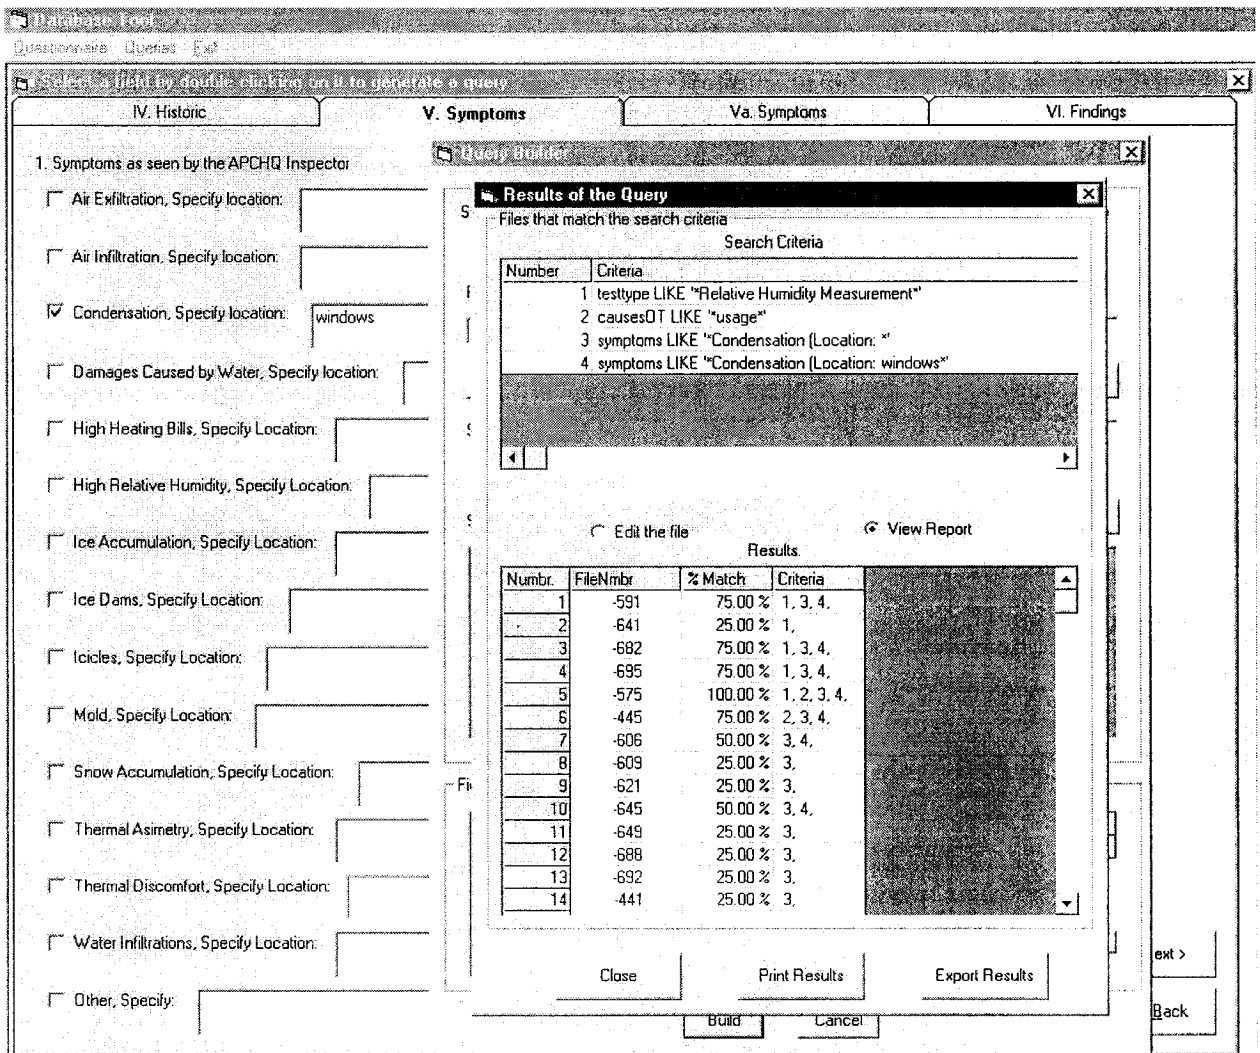 Database Tool
Questionnaire Queries Exit
Select a field by double clicking on it to generate a query
IV. Historic
V. Symptoms
Va. Symptoms
VI. Findings
1. Symptoms as seen by the APCHQ Inspector
Air Exfiltration, Specify location:
Air Infiltration, Specify location:
Condensation, Specify location:
windows
Damages Caused by Water, Specify location:
High Heating Bills, Specify Location:
High Relative Humidity, Specify Location:
Ice Accumulation, Specify Location:
Ice Dams, Specify Location:
Icicles, Specify Location:
Mold, Specify Location:
Snow Accumulation, Specify Location:
Thermal Asimetry, Specify Location:
Thermal Discomfort, Specify Location:
Water Infiltrations, Specify Location:
Other, Specify:
Query Builder
Results of the Query
Files that match the search criteria
Search Criteria
Number Criteria
1 testtype LIKE '*Relative Humidity Measurement*'
2 causesOT LIKE '*usage*'
3 symptoms LIKE '*Condensation (Location: *'
4 symptoms LIKE '*Condensation (Location: windows*'
Edit the file
View Report
Results.
Numbr. FileNmbr % Match Criteria
1 -591 75.00 % 1, 3, 4,
2 -641 25.00 % 1,
3 -682 75.00 % 1, 3, 4,
4 -695 75.00 % 1, 3, 4,
5 -575 100.00 % 1, 2, 3, 4,
6 -445 75.00 % 2, 3, 4,
7 -606 50.00 % 3, 4,
8 -609 25.00 % 3,
9 -621 25.00 % 3,
10 -645 50.00 % 3, 4,
11 -649 25.00 % 3,
12 -688 25.00 % 3,
13 -692 25.00 % 3,
14 -441 25.00 % 3,
Close
Print Results
Export Results
Build
Cancel
ext >
Back